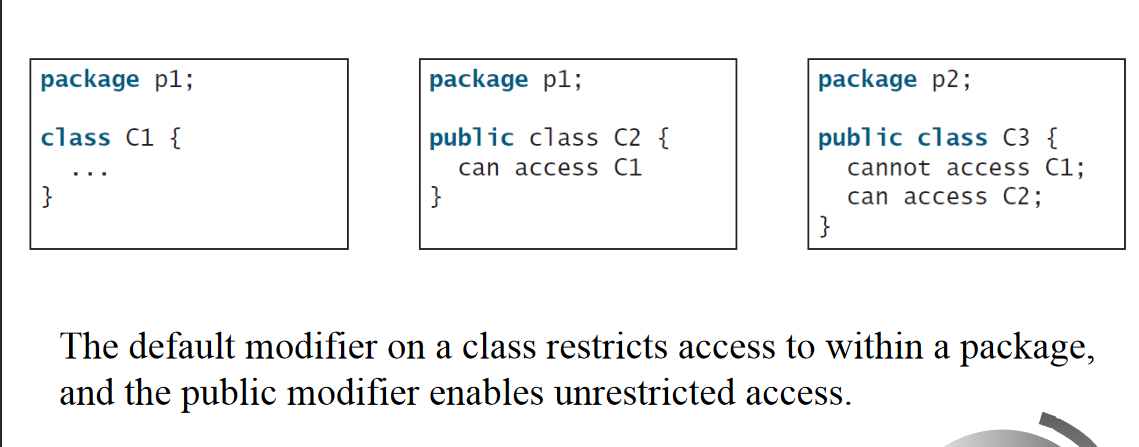 package p1;
class C1 {
...
}
package p1;
public class C2 {
can access C1
}
package p2;
public class C3 {
cannot access C1;
can access C2;
}
The default modifier on a class restricts access to within a package,
and the public modifier enables unrestricted access.